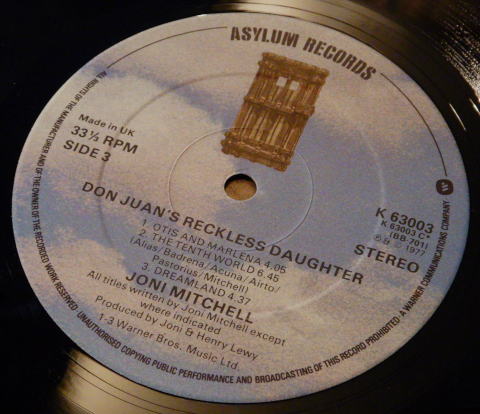 ASYLUM RECORDS
Made in UK
33⅓ RPM
SIDE 3
K 63003
K 63003 C*
(BB-701)
℗ 1977
STEREO
DON JUAN'S RECKLESS DAUGHTER
1. OTIS AND MARLENA 4.05
2. THE TENTH WORLD 6.45
(Alias/Badrena/Acuna/Airto/
Pastorius/Mitchell)
3. DREAMLAND 4.37
JONI MITCHELL
All titles written by Joni Mitchell except
where indicated
Produced by Joni & Henry Lewy
1-3 Warner Bros. Music Ltd.
ALL RIGHTS OF THE MANUFACTURER AND OF THE OWNER OF THE RECORDED WORK RESERVED · UNAUTHORISED COPYING PUBLIC PERFORMANCE AND BROADCASTING OF THIS RECORD PROHIBITED · A WARNER COMMUNICATIONS COMPANY